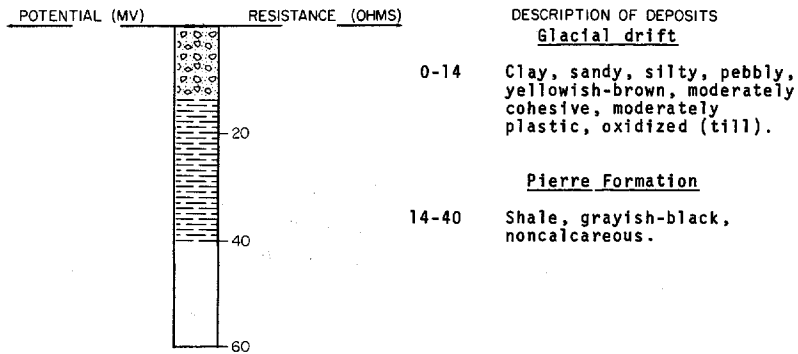 POTENTIAL (MV) RESISTANCE (OHMS) DESCRIPTION OF DEPOSITS
Glacial drift
0-14 Clay, sandy, silty, pebbly,
yellowish-brown, moderately
cohesive, moderately
plastic, oxidized (till).
20
Pierre Formation
14-40 Shale, grayish-black,
noncalcareous.
40
60